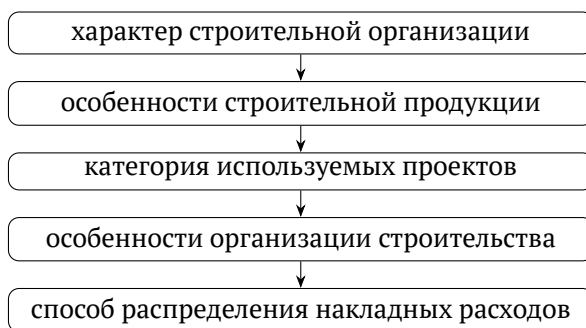 характер строительной организации
особенности строительной продукции
категория используемых проектов
особенности организации строительства
способ распределения накладных расходов